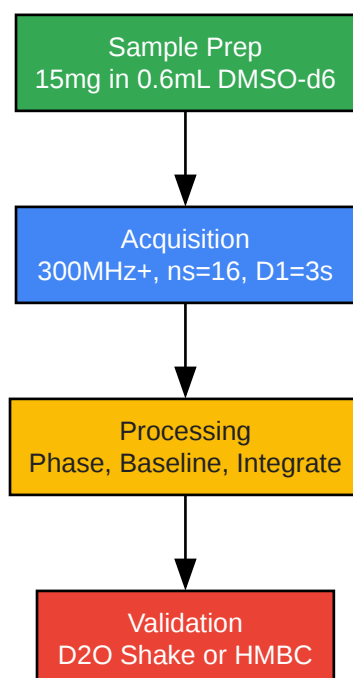 Sample Prep
15mg in 0.6mL DMSO-d6
Acquisition
300MHz+, ns=16, D1=3s
Processing
Phase, Baseline, Integrate
Validation
D2O Shake or HMBC